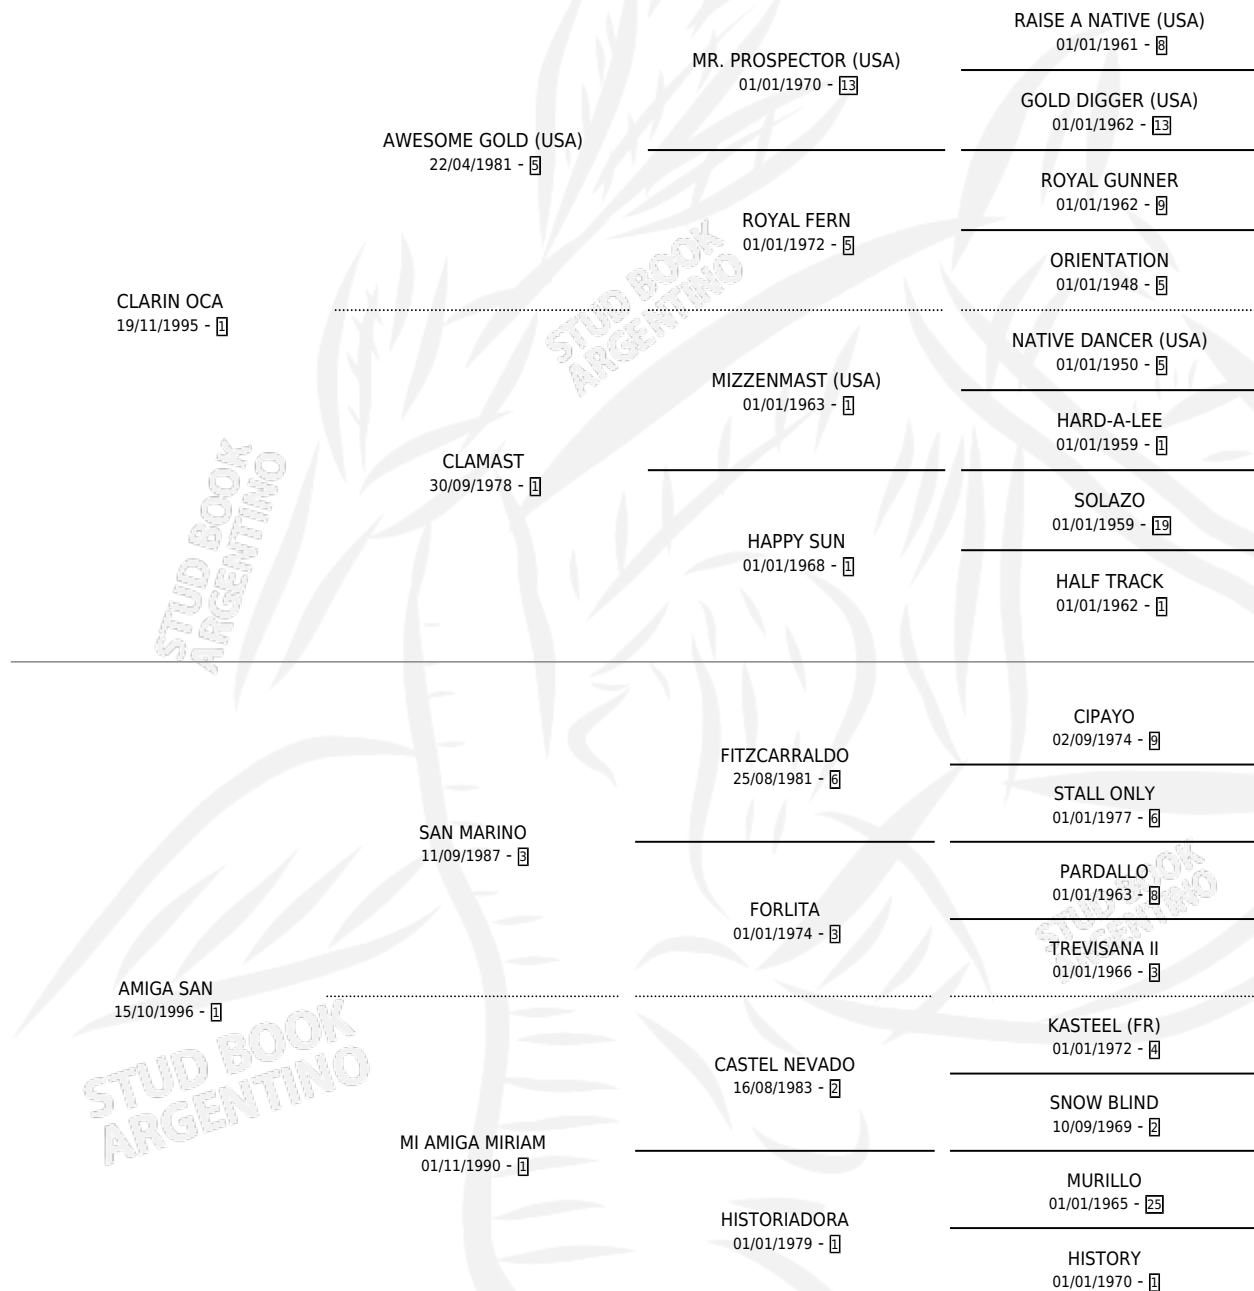 RAISE A NATIVE (USA)
01/01/1961 - 8
MR. PROSPECTOR (USA)
01/01/1970 - 13
GOLD DIGGER (USA)
01/01/1962 - 13
AWESOME GOLD (USA)
22/04/1981 - 5
ROYAL GUNNER
01/01/1962 - 9
ROYAL FERN
01/01/1972 - 5
ORIENTATION
01/01/1948 - 5
CLARIN OCA
19/11/1995 - 1
NATIVE DANCER (USA)
01/01/1950 - 5
MIZZENMAST (USA)
01/01/1963 - 1
HARD-A-LEE
01/01/1959 - 1
CLAMAST
30/09/1978 - 1
SOLAZO
01/01/1959 - 19
HAPPY SUN
01/01/1968 - 1
HALF TRACK
01/01/1962 - 1
CIPAYO
02/09/1974 - 9
FITZCARRALDO
25/08/1981 - 6
STALL ONLY
01/01/1977 - 6
SAN MARINO
11/09/1987 - 3
PARDALLO
01/01/1963 - 8
FORLITA
01/01/1974 - 3
TREVISANA II
01/01/1966 - 3
AMIGA SAN
15/10/1996 - 1
KASTEEL (FR)
01/01/1972 - 4
CASTEL NEVADO
16/08/1983 - 2
SNOW BLIND
10/09/1969 - 2
MI AMIGA MIRIAM
01/11/1990 - 1
MURILLO
01/01/1965 - 25
HISTORIADORA
01/01/1979 - 1
HISTORY
01/01/1970 - 1
STUD BOOK
ARGENTINO
STUD BOOK
ARGENTINO
STUD BOOK
ARGENTINO
STUD BOOK
ARGENTINO